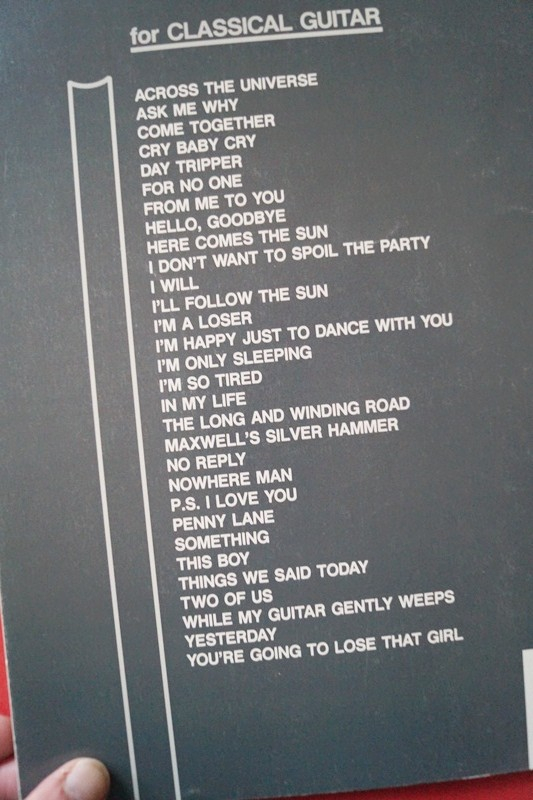 for CLASSICAL GUITAR
ACROSS THE UNIVERSE
ASK ME WHY
COME TOGETHER
CRY BABY CRY
DAY TRIPPER
FOR NO ONE
FROM ME TO YOU
HELLO, GOODBYE
HERE COMES THE SUN
I DON'T WANT TO SPOIL THE PARTY
I WILL
I'LL FOLLOW THE SUN
I'M A LOSER
I'M HAPPY JUST TO DANCE WITH YOU
I'M ONLY SLEEPING
I'M SO TIRED
IN MY LIFE
THE LONG AND WINDING ROAD
MAXWELL'S SILVER HAMMER
NO REPLY
NOWHERE MAN
P.S. I LOVE YOU
PENNY LANE
SOMETHING
THIS BOY
THINGS WE SAID TODAY
TWO OF US
WHILE MY GUITAR GENTLY WEEPS
YESTERDAY
YOU'RE GOING TO LOSE THAT GIRL